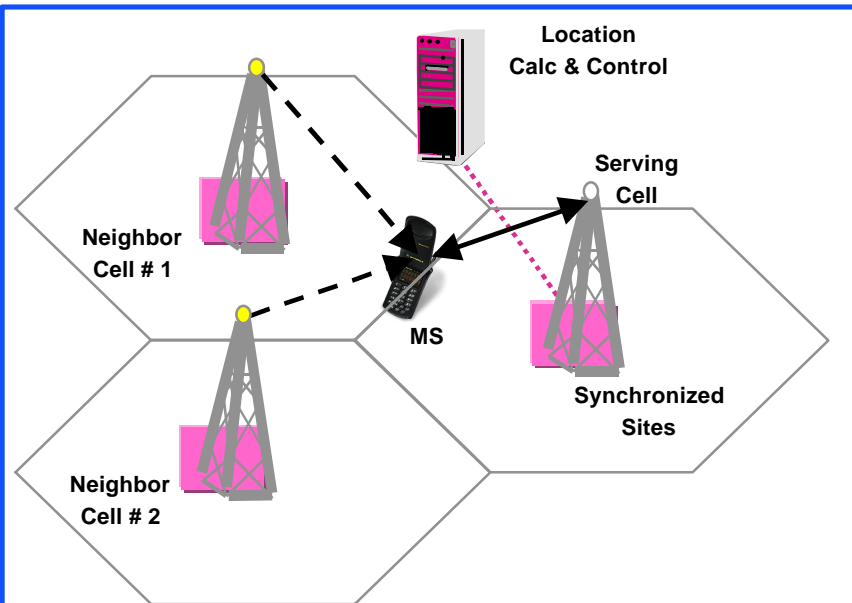 Location
Calc & Control
Serving
Cell
Neighbor
Cell # 1
MS
Synchronized
Sites
Neighbor
Cell # 2